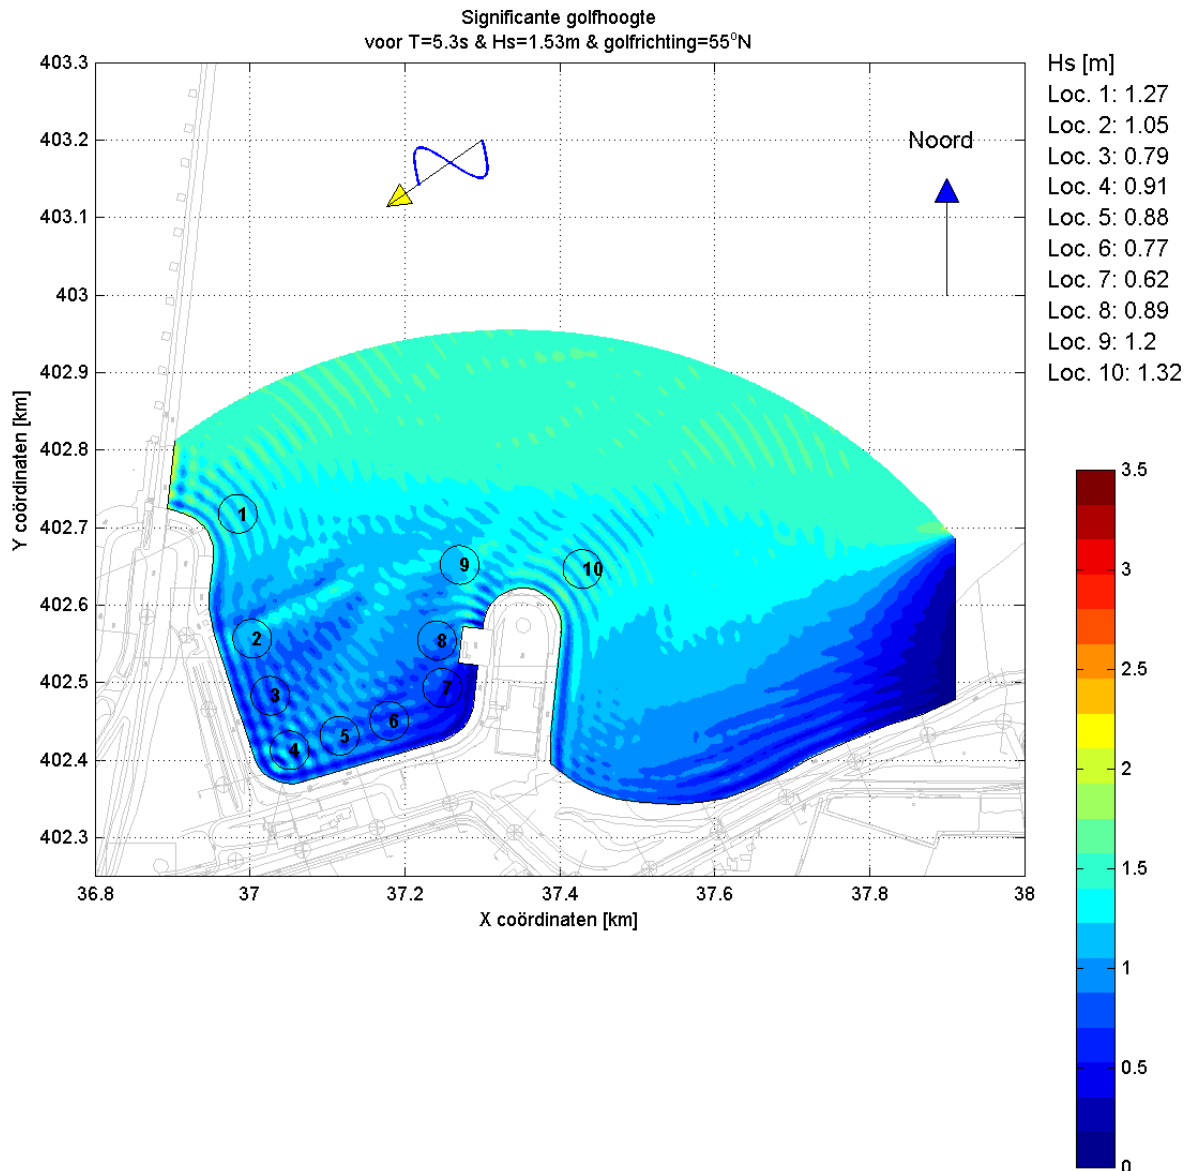 Significante golfhoogte
voor T=5.3s & Hs=1.53m & golfrichting=55°N
Hs [m]
Loc. 1: 1.27
Loc. 2: 1.05
Loc. 3: 0.79
Loc. 4: 0.91
Loc. 5: 0.88
Loc. 6: 0.77
Loc. 7: 0.62
Loc. 8: 0.89
Loc. 9: 1.2
Loc. 10: 1.32
Noord
403.3
403.2
403.1
403
402.9
402.8
402.7
402.6
402.5
402.4
402.3
Y coördinaten [km]
1
2
3
4
5
6
7
8
9
10
36.8
37
37.2
37.4
37.6
37.8
38
X coördinaten [km]
3.5
3
2.5
2
1.5
1
0.5
0